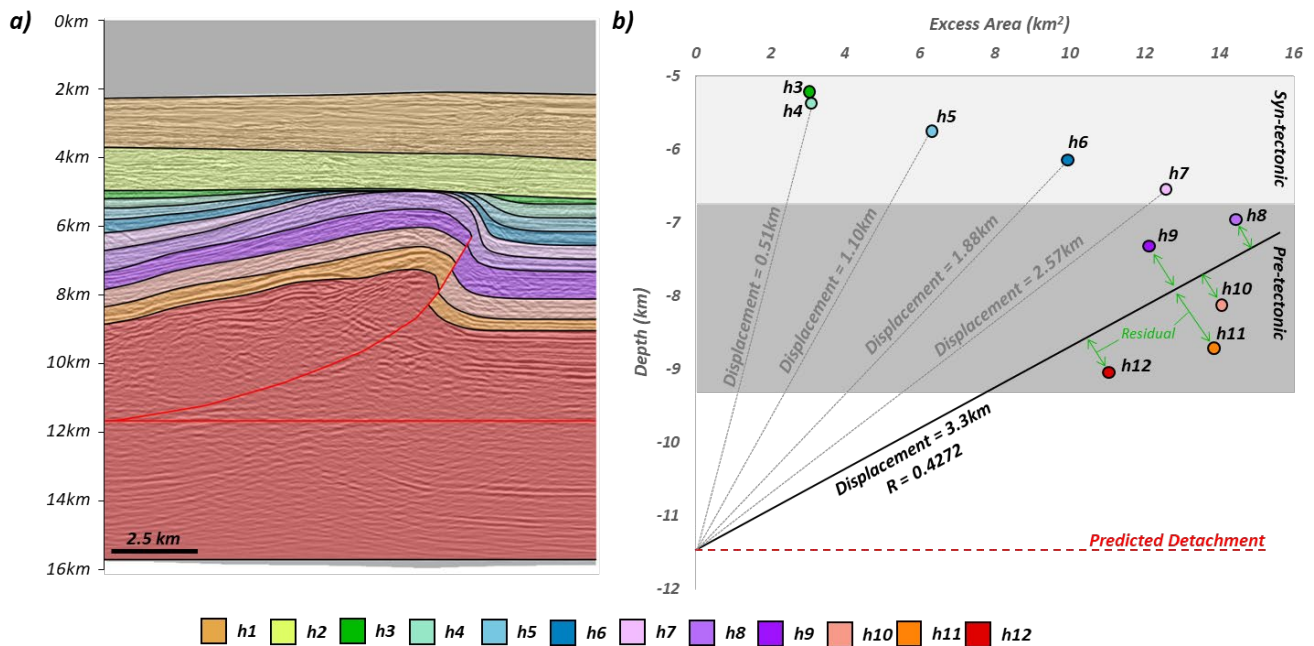 a)
0km
2km
4km
6km
8km
10km
12km
14km
16km
2.5 km
b)
Excess Area (km²)
0 2 4 6 8 10 12 14 16
Depth (km)
-5
-6
-7
-8
-9
-10
-11
-12
h3
h4
h5
h6
h7
h8
h9
h10
h11
h12
Syn-tectonic
Pre-tectonic
Residual
Displacement = 0.51km
Displacement = 1.10km
Displacement = 1.88km
Displacement = 2.57km
Displacement = 3.3km
R = 0.4272
Predicted Detachment
h1 h2 h3 h4 h5 h6 h7 h8 h9 h10 h11 h12